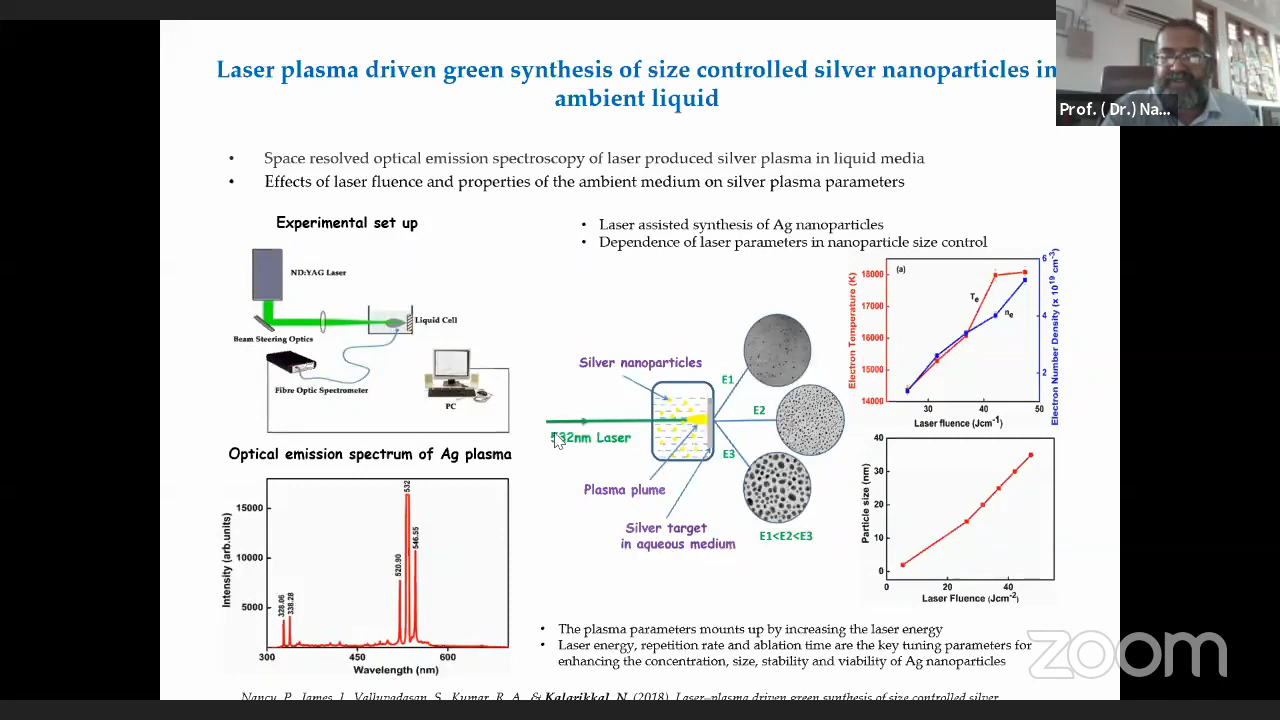 Laser plasma driven green synthesis of size controlled silver nanoparticles in
ambient liquid
Prof. ( Dr.) Na...
• Space resolved optical emission spectroscopy of laser produced silver plasma in liquid media
• Effects of laser fluence and properties of the ambient medium on silver plasma parameters
Experimental set up
ND:YAG Laser
Liquid Cell
Beam Steering Optics
Fibre Optic Spectrometer
PC
• Laser assisted synthesis of Ag nanoparticles
• Dependence of laser parameters in nanoparticle size control
Silver nanoparticles
E1
E2
E3
532nm Laser
Plasma plume
Silver target
in aqueous medium
E1<E2<E3
(a)
Electron Temperature (K)
18000
17000
16000
15000
14000
Te
ne
6
4
2
Electron Number Density (x 10¹⁹ cm⁻³)
30 40 50
Laser fluence (Jcm⁻¹)
Optical emission spectrum of Ag plasma
Intensity (arb.units)
15000
10000
5000
328.06
338.28
520.90
532
546.55
300 450 600
Wavelength (nm)
Particle size (nm)
40
30
20
10
0
0 20 40
Laser Fluence (Jcm⁻²)
• The plasma parameters mounts up by increasing the laser energy
• Laser energy, repetition rate and ablation time are the key tuning parameters for
enhancing the concentration, size, stability and viability of Ag nanoparticles
zoom
Nancy, P., James, J., Valluvadasan, S., Kumar, R. A., & Kalarikkal, N. (2018). Laser–plasma driven green synthesis of size controlled silver